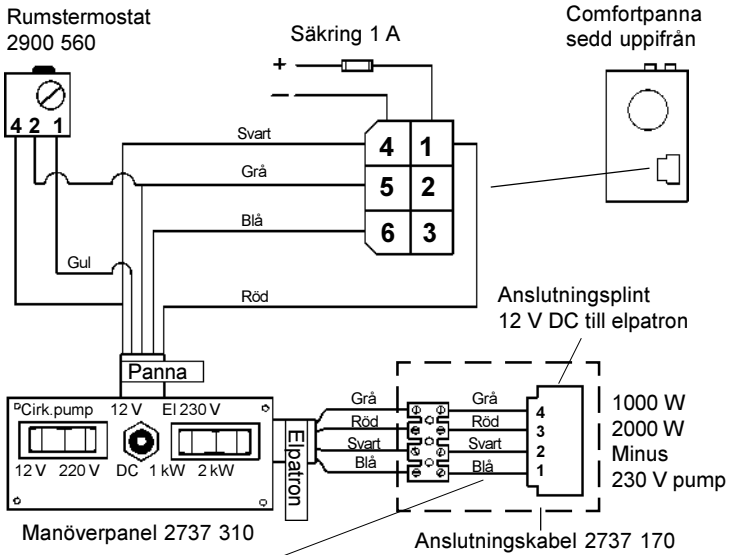 Rumstermostat
2900 560
Säkring 1 A
Comfortpanna
sedd uppifrån
+
−
4 2 1
Svart
4 1
Grå
5 2
Blå
6 3
Gul
Röd
Anslutningsplint
12 V DC till elpatron
Panna
Cirk.pump 12 V El 230 V
12 V 220 V DC 1 kW 2 kW
Elpatron
Grå Grå 4 1000 W
Röd Röd 3 2000 W
Svart Svart 2 Minus
Blå Blå 1 230 V pump
Manöverpanel 2737 310
Anslutningskabel 2737 170